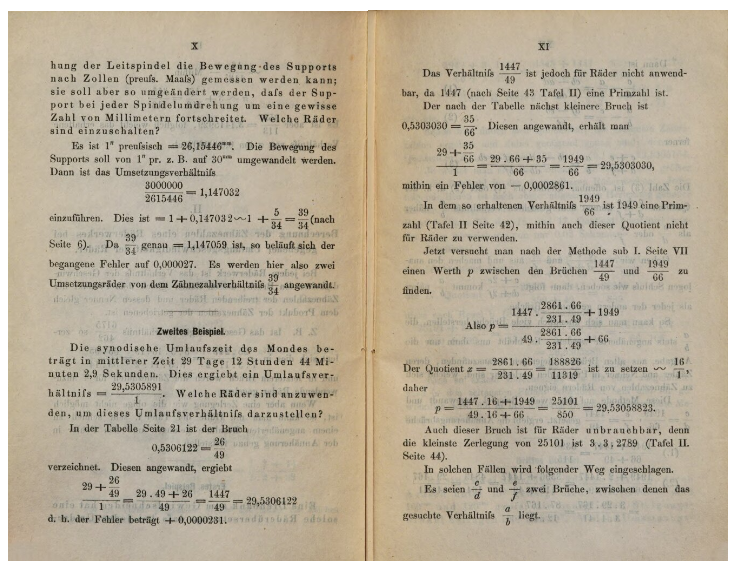 X
hung der Leitspindel die Bewegung des Supports
nach Zollen (preuſs. Maaſs) gemessen werden kann;
sie soll aber so umgeändert werden, daſs der Sup-
port bei jeder Spindelumdrehung um eine gewisse
Zahl von Millimetern fortschreitet. Welche Räder
sind einzuschalten?
Es ist 1" preuſsisch = 26,15446mm. Die Bewegung des
Supports soll von 1" pr. z. B. auf 30mm umgewandelt werden.
Dann ist das Umsetzungsverhältniſs
3000000/2615446 = 1,147032
einzuführen. Dies ist = 1 + 0,147032 ∽ 1 + 5/34 = 39/34 (nach
Seite 6). Da 39/34 genau = 1,147059 ist, so beläuft sich der
begangene Fehler auf 0,000027. Es werden hier also zwei
Umsetzungsräder von dem Zähnezahlverhältniſs 39/34 angewandt.
Zweites Beispiel.
Die synodische Umlaufszeit des Mondes be-
trägt in mittlerer Zeit 29 Tage 12 Stunden 44 Mi-
nuten 2,9 Sekunden. Dies ergiebt ein Umlaufsver-
hältniſs = 29,5305891/1. Welche Räder sind anzuwen-
den, um dieses Umlaufsverhältniſs darzustellen?
In der Tabelle Seite 21 ist der Bruch
0,5306122 = 26/49
verzeichnet. Diesen angewandt, ergiebt
(29 + 26/49)/1 = (29 . 49 + 26)/49 = 1447/49 = 29,5306122
d. h. der Fehler beträgt + 0,0000231.
XI
Das Verhältniſs 1447/49 ist jedoch für Räder nicht anwend-
bar, da 1447 (nach Seite 43 Tafel II) eine Primzahl ist.
Der nach der Tabelle nächst kleinere Bruch ist
0,5303030 = 35/66. Diesen angewandt, erhält man
(29 + 35/66)/1 = (29 . 66 + 35)/66 = 1949/66 = 29,5303030,
mithin ein Fehler von — 0,0002861.
In dem so erhaltenen Verhältniſs 1949/66 ist 1949 eine Prim-
zahl (Tafel II Seite 42), mithin auch dieser Quotient nicht
für Räder zu verwenden.
Jetzt versucht man nach der Methode sub I. Seite VII
einen Werth p zwischen den Brüchen 1447/49 und 1949/66 zu
finden.
Also p = (1447 . (2861 . 66)/(231 . 49) + 1949)/(49 . (2861 . 66)/(231 . 49) + 66)
Der Quotient x = (2861 . 66)/(231 . 49) = 188826/11319 ist zu setzen ∽ 16/1,
daher
p = (1447 . 16 + 1949)/(49 . 16 + 66) = 25101/850 = 29,53058823.
Auch dieser Bruch ist für Räder unbrauchbar, denn
die kleinste Zerlegung von 25101 ist 3 . 3 . 2789 (Tafel II.
Seite 44).
In solchen Fällen wird folgender Weg eingeschlagen.
Es seien c/d und e/f zwei Brüche, zwischen denen das
gesuchte Verhältniſs a/b liegt.